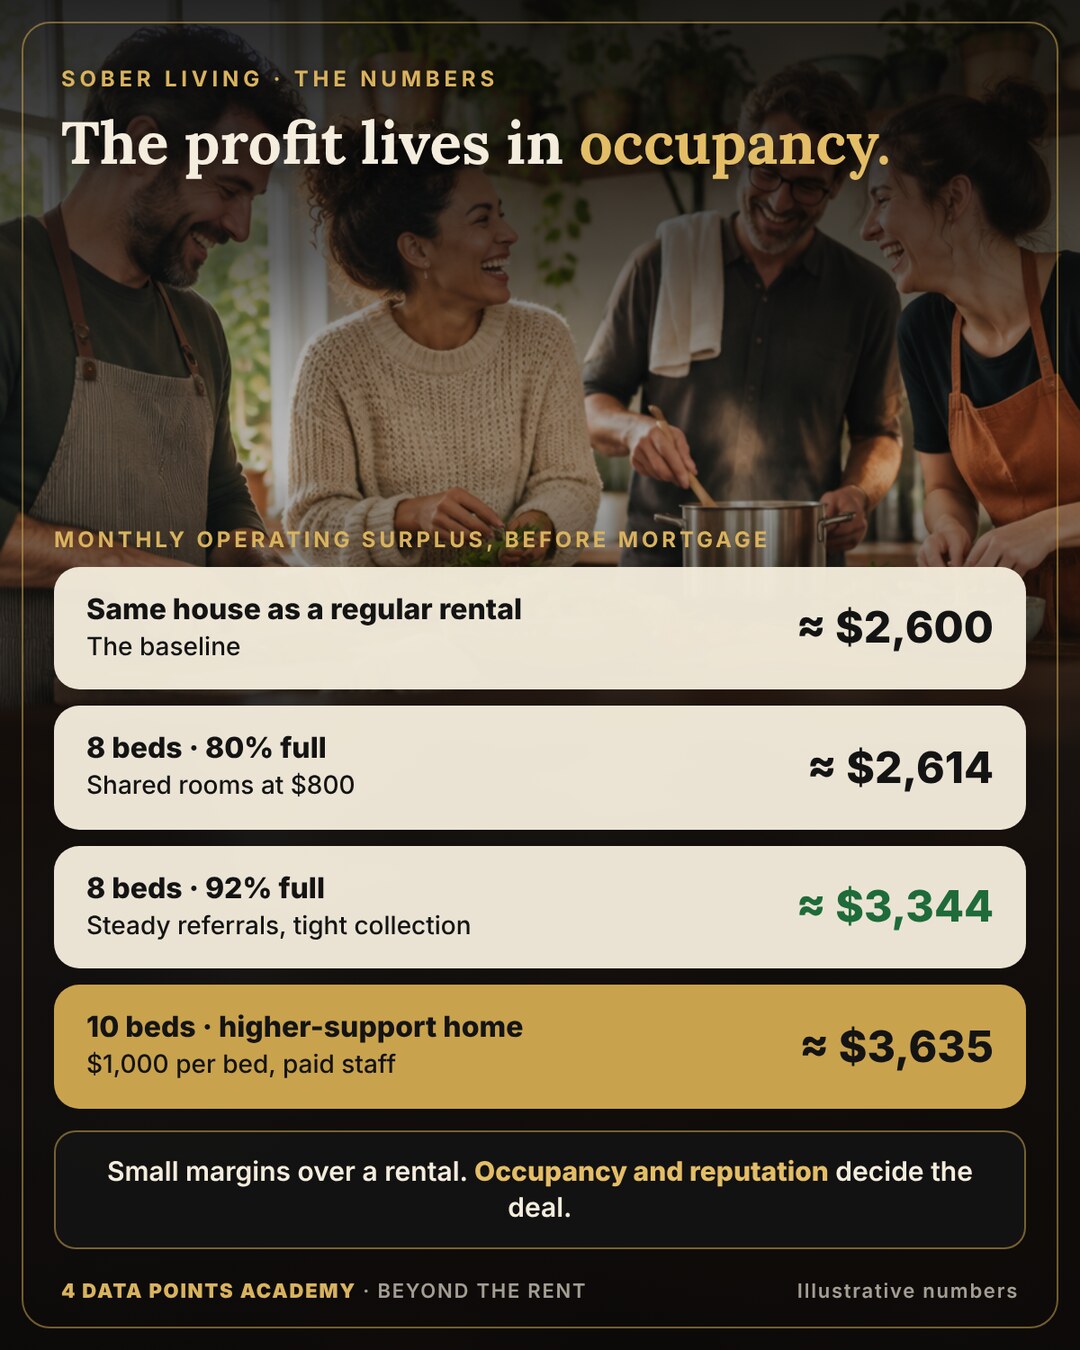 SOBER LIVING · THE NUMBERS
The profit lives in occupancy.
MONTHLY OPERATING SURPLUS, BEFORE MORTGAGE
Same house as a regular rental
The baseline
≈ $2,600
8 beds · 80% full
Shared rooms at $800
≈ $2,614
8 beds · 92% full
Steady referrals, tight collection
≈ $3,344
10 beds · higher-support home
$1,000 per bed, paid staff
≈ $3,635
Small margins over a rental. Occupancy and reputation decide the
deal.
4 DATA POINTS ACADEMY · BEYOND THE RENT
Illustrative numbers